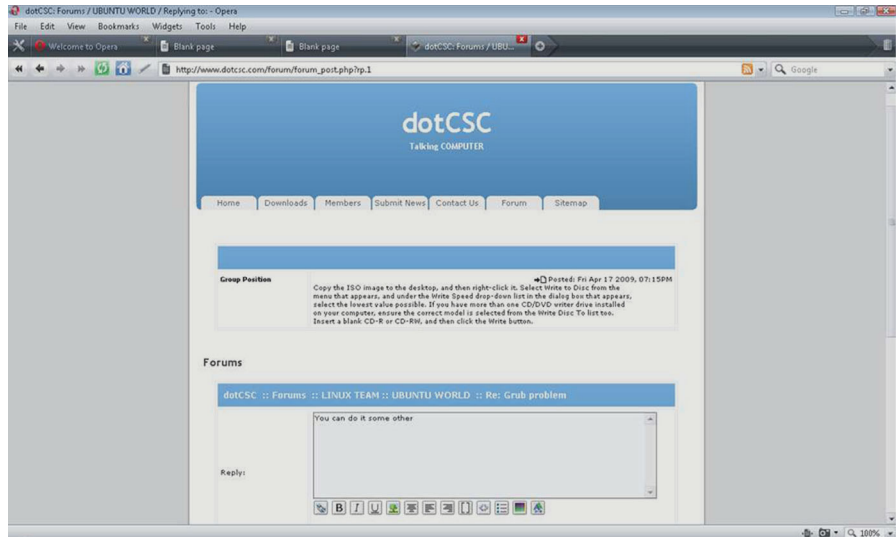 dotCSC: Forums / UBUNTU WORLD / Replying to: - Opera
File Edit View Bookmarks Widgets Tools Help
Welcome to Opera Blank page Blank page dotCSC: Forums / UBU...
http://www.dotcsc.com/forum/forum_post.php?rp.1 Google
dotCSC
Talking COMPUTER
Home Downloads Members Submit News Contact Us Forum Sitemap
Group Position Posted: Fri Apr 17 2009, 07:15PM
Copy the ISO image to the desktop, and then right-click it. Select Write to Disc from the
menu that appears, and under the Write Speed drop-down list in the dialog box that appears,
select the lowest value possible. If you have more than one CD/DVD writer drive installed
on your computer, ensure the correct model is selected from the Write Disc To list too.
Insert a blank CD-R or CD-RW, and then click the Write button.
Forums
dotCSC :: Forums :: LINUX TEAM :: UBUNTU WORLD :: Re: Grub problem
You can do it some other
Reply:
B I U
100%